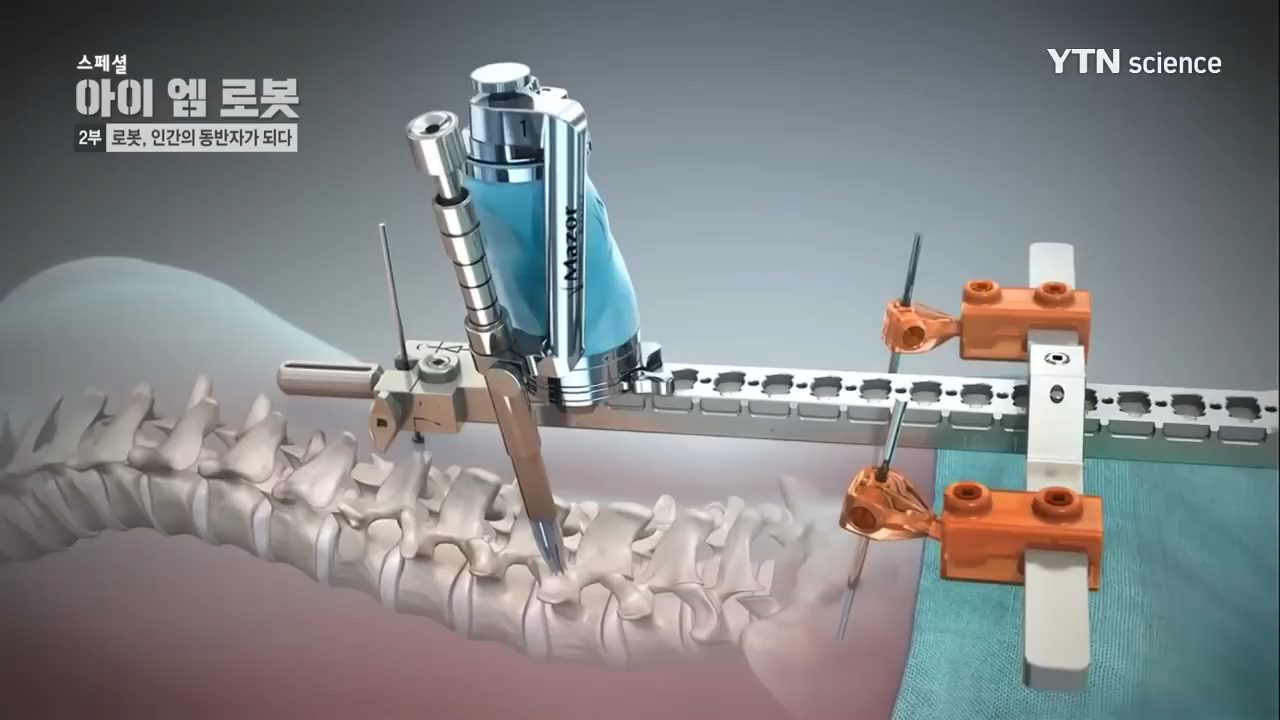 스페셜
아이 엠 로봇
2부 로봇, 인간의 동반자가 되다
YTN science
1
Mazor